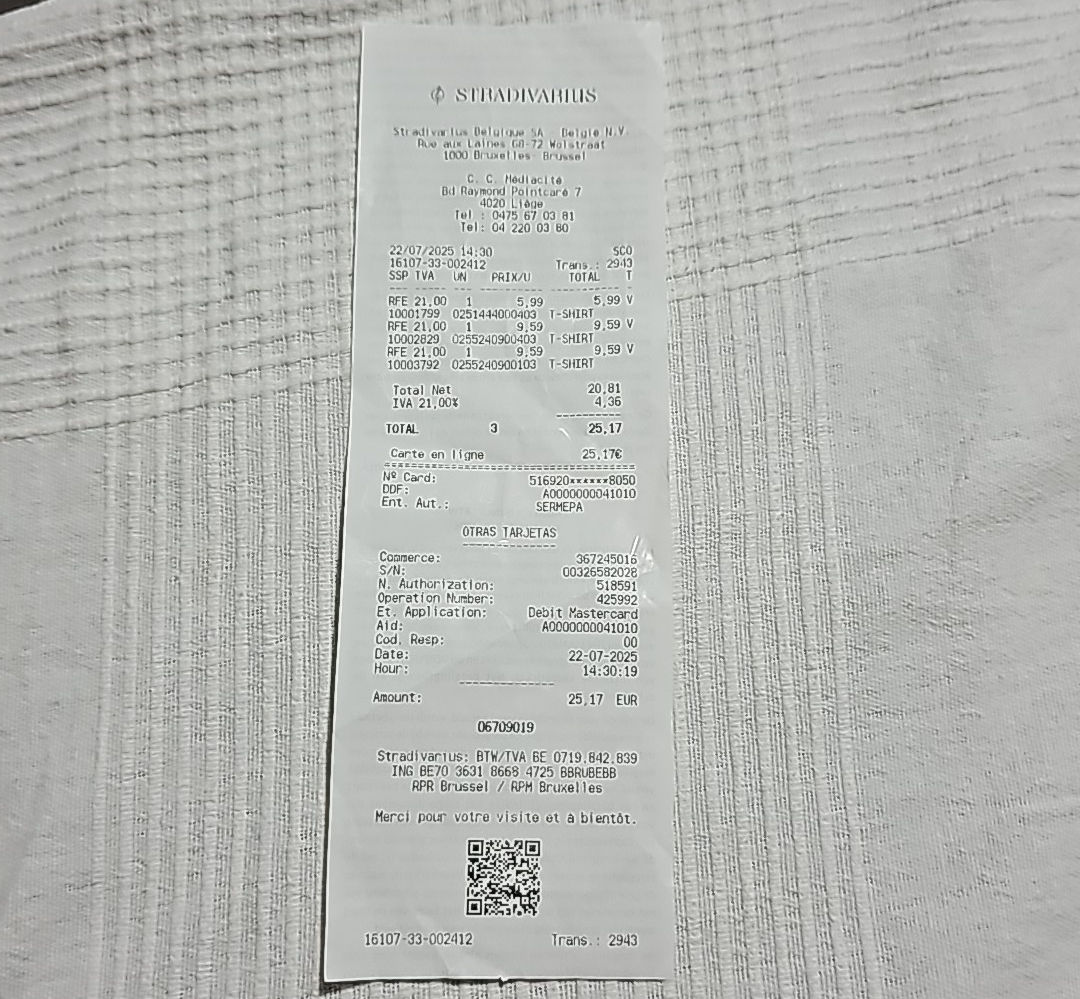 STRADIVARIUS
Stradivarius Belgique SA - Belgie N.V.
Rue aux Laines 68-72 Wolstraat
1000 Bruxelles- Brussel
C. C. Médiacité
Bd Raymond Pointcaré 7
4020 Liège
Tel : 0475 67 03 81
Tel: 04 220 03 80
22/07/2025 14:30 SCO
16107-33-002412 Trans.: 2943
SSP TVA UN PRIX/U TOTAL T
RFE 21,00 1 5,99 5,99 V
10001799 0251444000403 T-SHIRT
RFE 21,00 1 9,59 9,59 V
10002829 0255240900403 T-SHIRT
RFE 21,00 1 9,59 9,59 V
10003792 0255240900103 T-SHIRT
Total Net 20,81
IVA 21,00% 4,36
TOTAL 3 25,17
Carte en ligne 25,17€
Nº Card: 516920******8050
DDF: A0000000041010
Ent. Aut.: SERMEPA
OTRAS TARJETAS
Commerce: 367245016
S/N: 00326582028
N. Authorization: 518591
Operation Number: 425992
Et. Application: Debit Mastercard
Aid: A0000000041010
Cod. Resp: 00
Date: 22-07-2025
Hour: 14:30:19
Amount: 25,17 EUR
06709019
Stradivarius: BTW/TVA BE 0719.842.839
ING BE70 3631 8668 4725 BBRUBEBB
RPR Brussel / RPM Bruxelles
Merci pour votre visite et à bientôt.
16107-33-002412 Trans.: 2943